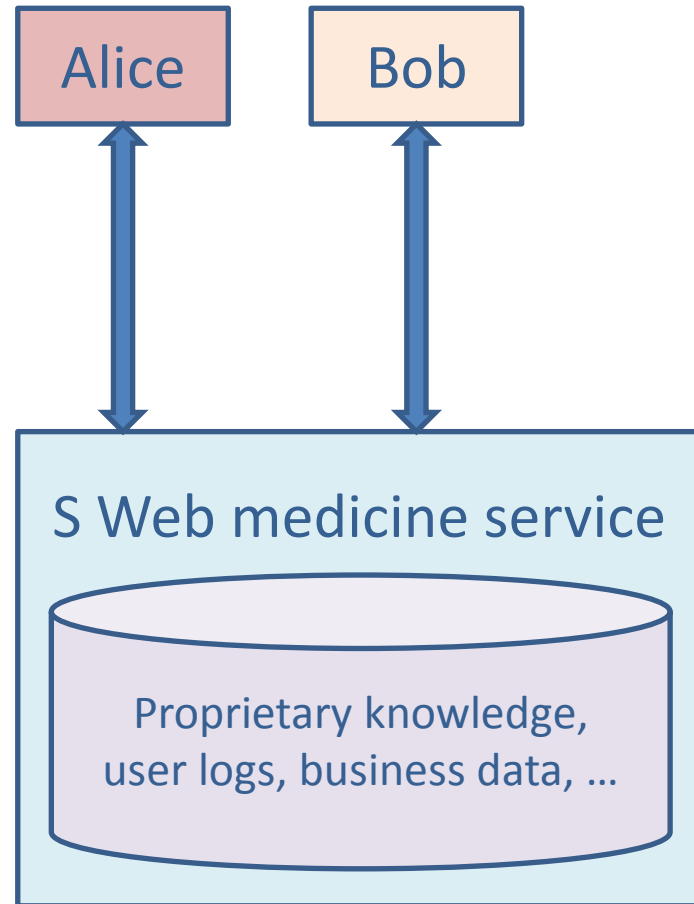 Alice
Bob
S Web medicine service
Proprietary knowledge,
user logs, business data, …